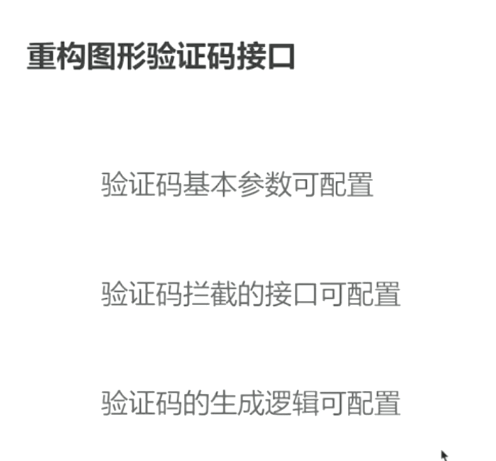 重构图形验证码接口
验证码基本参数可配置
验证码拦截的接口可配置
验证码的生成逻辑可配置